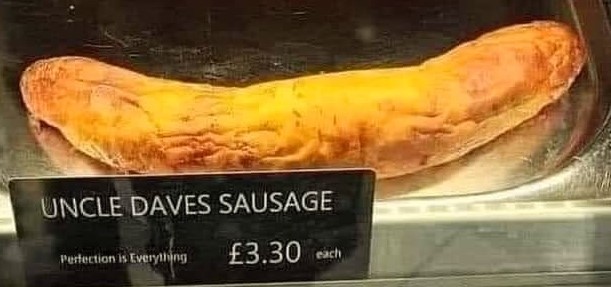 UNCLE DAVES SAUSAGE
Perfection is Everything £3.30 each